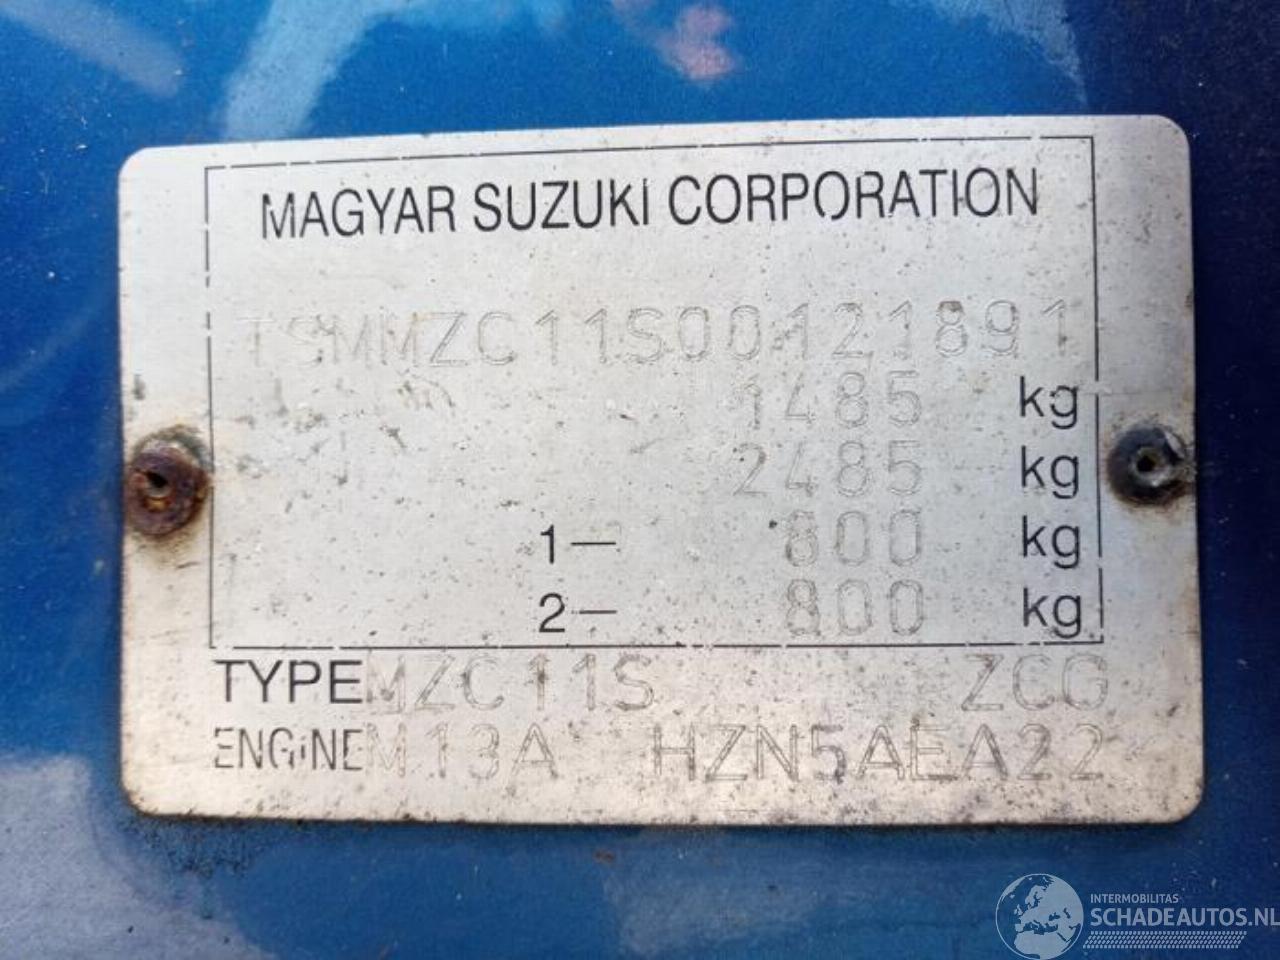 MAGYAR SUZUKI CORPORATION
TSMMZC11S00121891
1485 kg
2485 kg
1— 800 kg
2— 800 kg
TYPE MZC11S ZCG
ENGINE M13A HZN5AEA22
INTERMOBILITAS
SCHADEAUTOS.NL